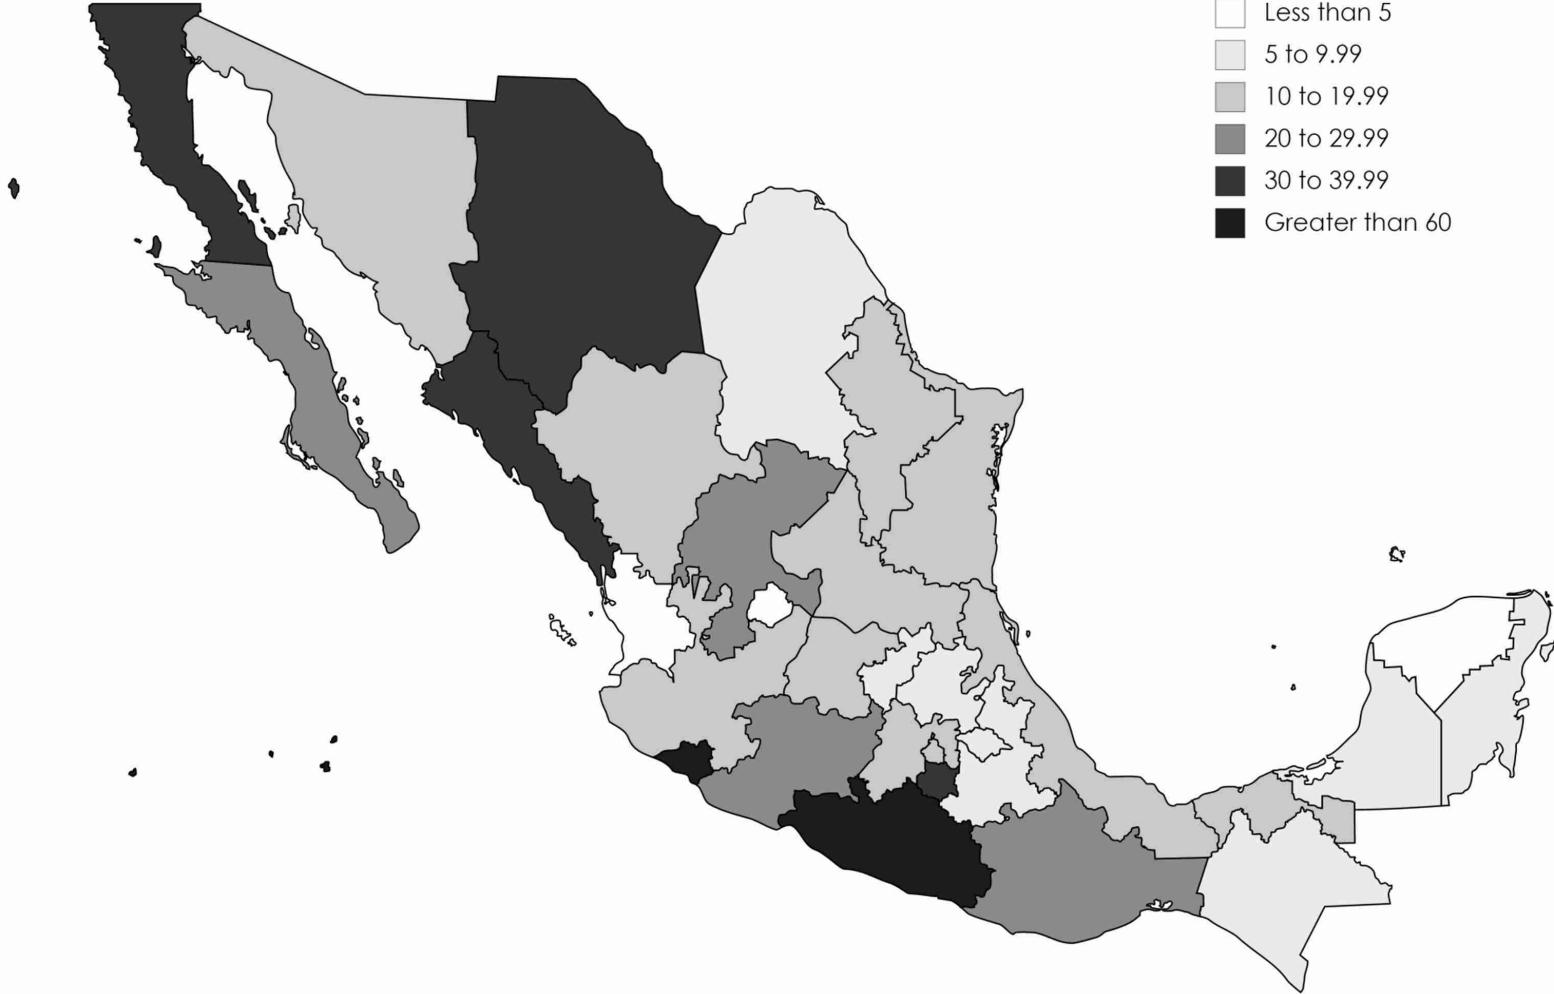 Less than 5
5 to 9.99
10 to 19.99
20 to 29.99
30 to 39.99
Greater than 60